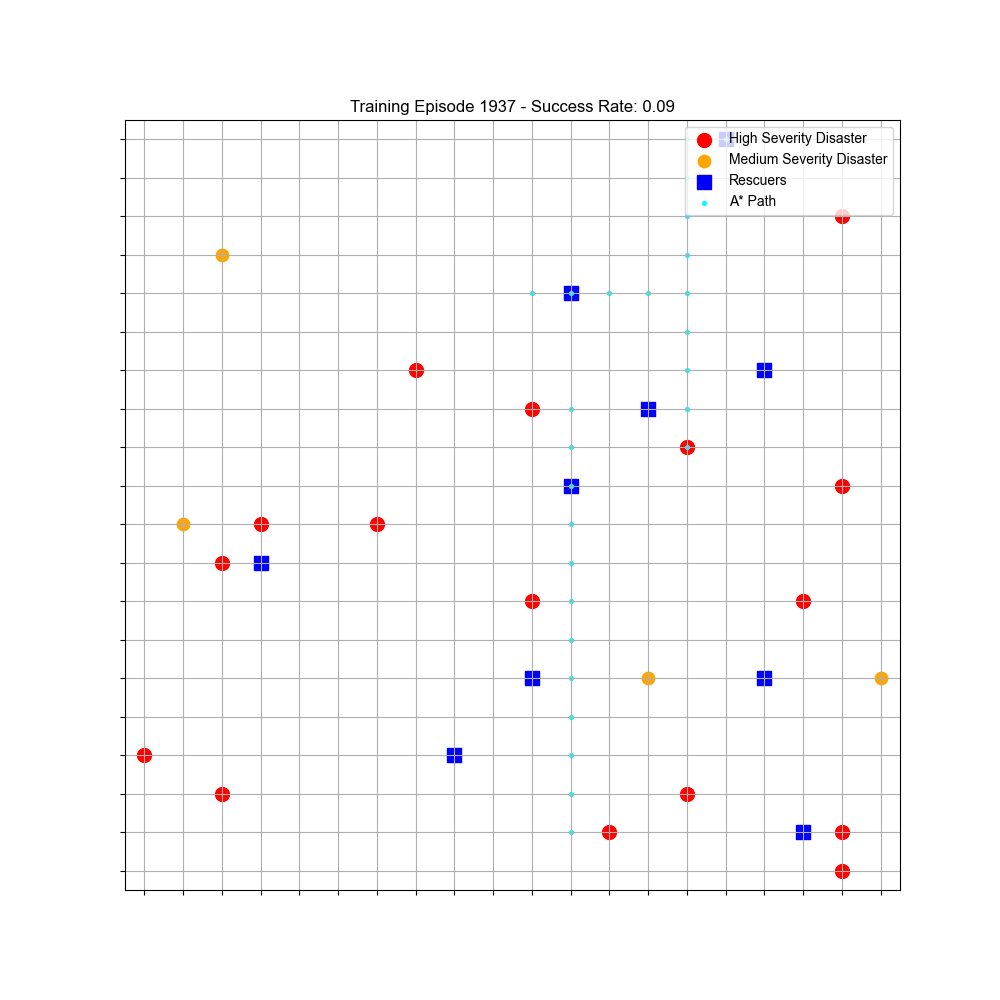 Training Episode 1937 - Success Rate: 0.09
High Severity Disaster
Medium Severity Disaster
Rescuers
A* Path